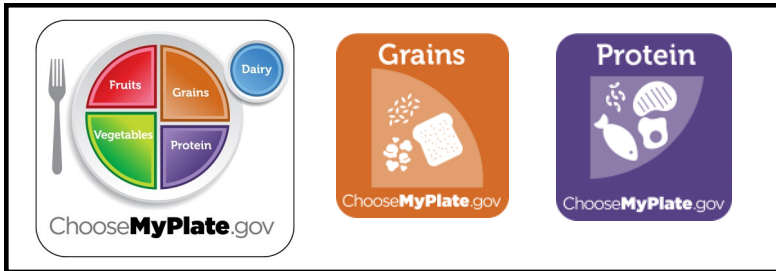 Fruits
Grains
Dairy
Vegetables
Protein
ChooseMyPlate.gov
Grains
ChooseMyPlate.gov
Protein
ChooseMyPlate.gov